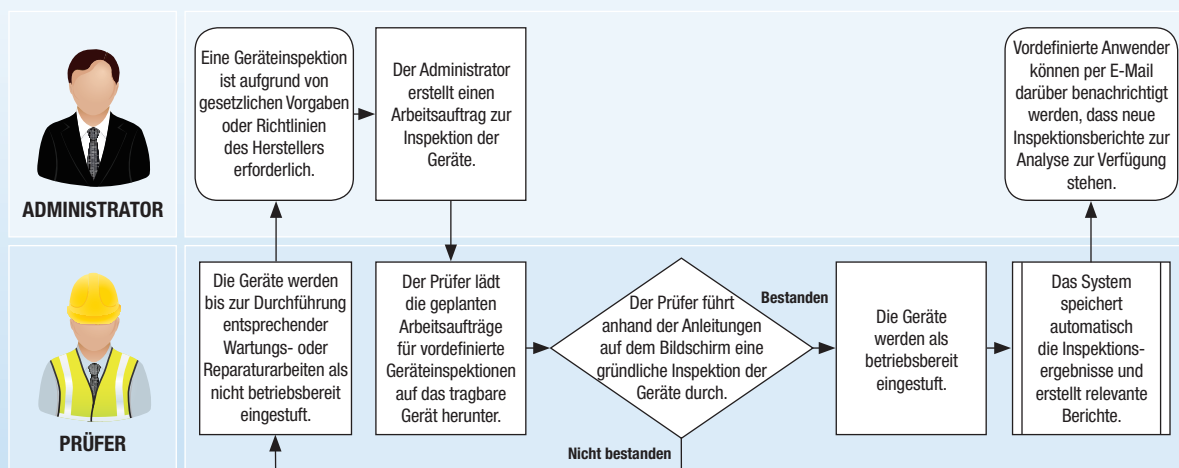 ADMINISTRATOR
Eine Geräteinspektion
ist aufgrund von
gesetzlichen Vorgaben
oder Richtlinien
des Herstellers
erforderlich.
Der Administrator
erstellt einen
Arbeitsauftrag zur
Inspektion der
Geräte.
Vordefinierte Anwender
können per E-Mail
darüber benachrichtigt
werden, dass neue
Inspektionsberichte zur
Analyse zur Verfügung
stehen.
PRÜFER
Die Geräte werden
bis zur Durchführung
entsprechender
Wartungs- oder
Reparaturarbeiten als
nicht betriebsbereit
eingestuft.
Der Prüfer lädt
die geplanten
Arbeitsaufträge
für vordefinierte
Geräteinspektionen
auf das tragbare
Gerät herunter.
Der Prüfer führt
anhand der Anleitungen
auf dem Bildschirm eine
gründliche Inspektion der
Geräte durch.
Bestanden
Nicht bestanden
Die Geräte
werden als
betriebsbereit
eingestuft.
Das System
speichert
automatisch
die Inspektions-
ergebnisse und
erstellt relevante
Berichte.